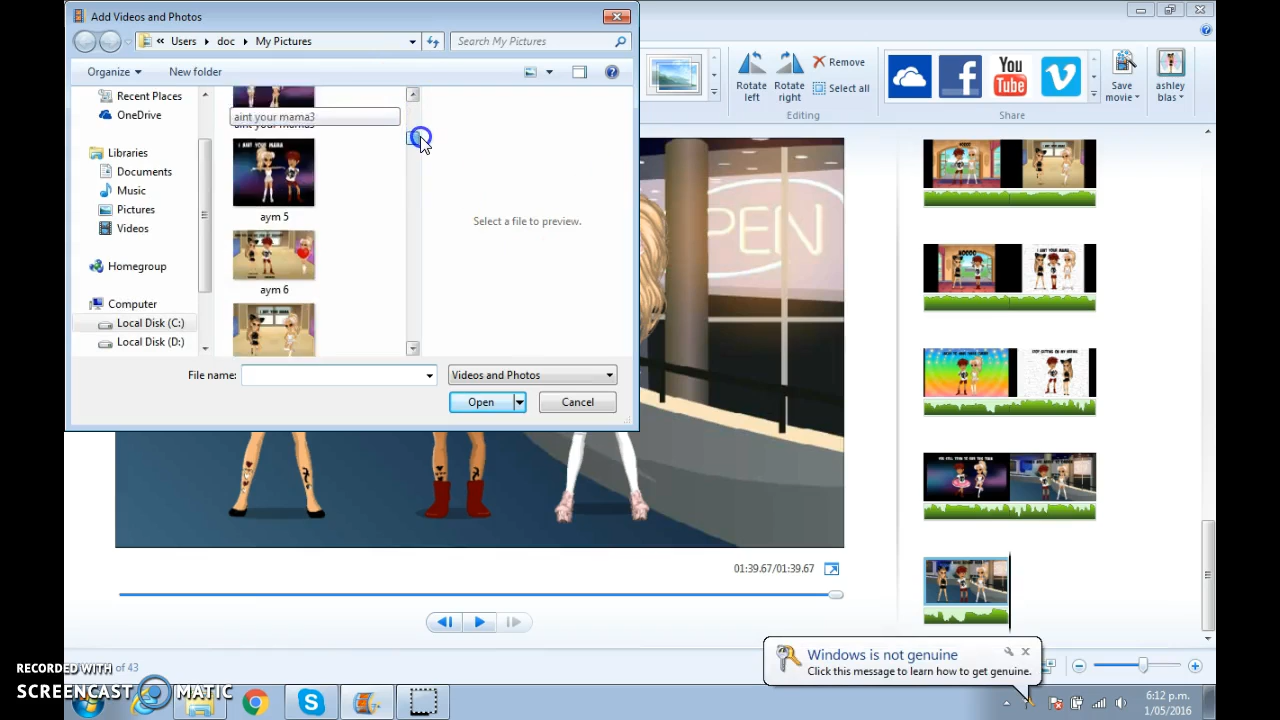 Add Videos and Photos
« Users doc My Pictures
Search My Pictures
Organize
New folder
Recent Places
OneDrive
Libraries
Documents
Music
Pictures
Videos
Homegroup
Computer
Local Disk (C:)
Local Disk (D:)
aint your mama3
aym 5
aym 6
Select a file to preview.
File name:
Videos and Photos
Open
Cancel
Rotate left
Rotate right
Remove
Select all
Editing
You Tube
Share
Save movie
ashley blas
OPEN
01:39.67/01:39.67
of 43
Windows is not genuine
Click this message to learn how to get genuine.
RECORDED WITH
SCREENCAST MATIC
6:12 p.m.
1/05/2016